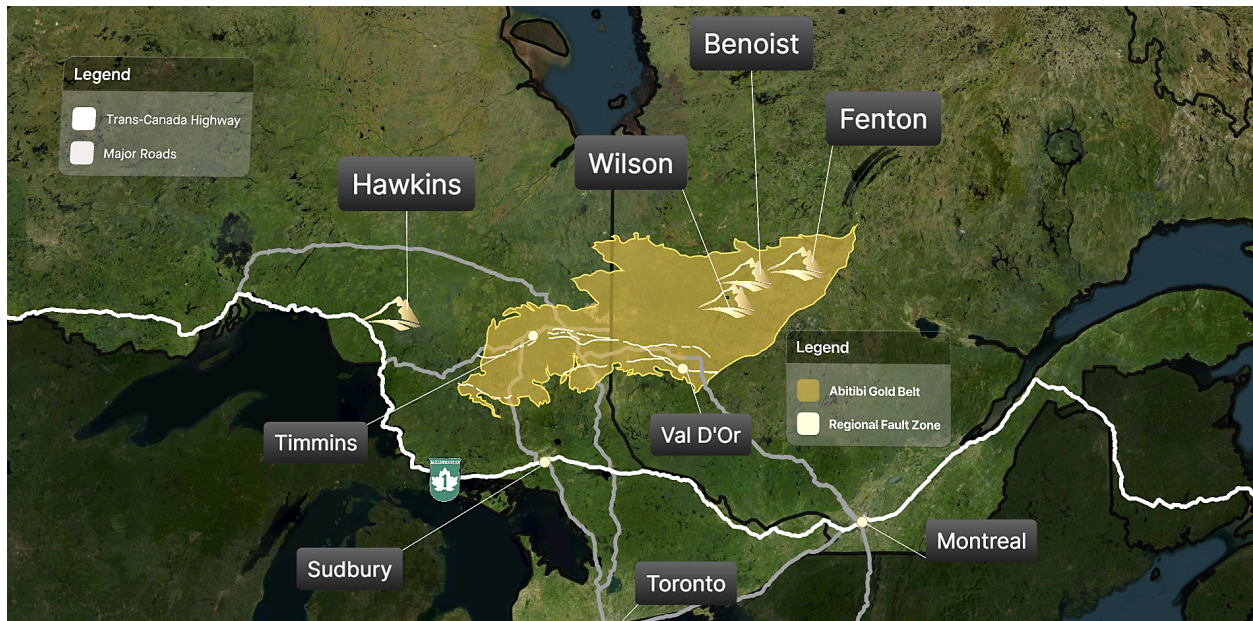 Benoist
Legend
Trans-Canada Highway
Major Roads
Fenton
Wilson
Hawkins
Legend
Abitibi Gold Belt
Regional Fault Zone
Timmins
Val D'Or
1
Sudbury
Montreal
Toronto